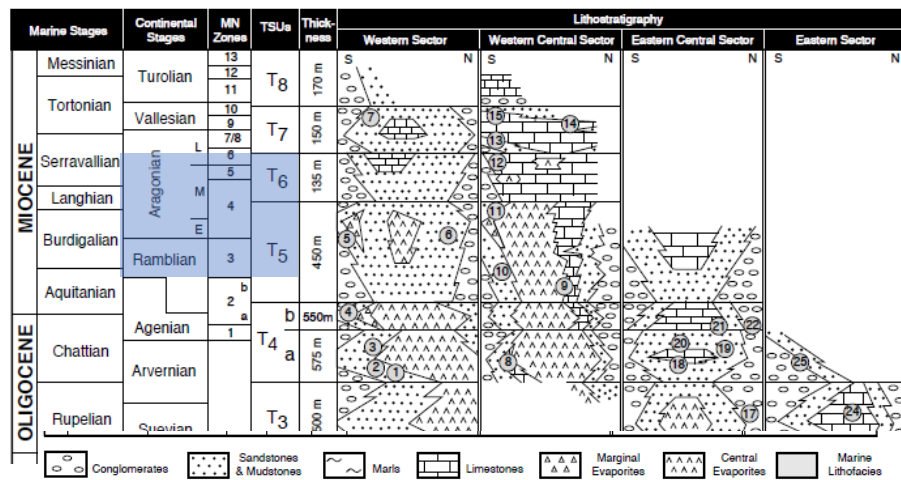 Marine Stages Continental Stages MN Zones TSUs Thick- ness Lithostratigraphy
Western Sector Western Central Sector Eastern Central Sector Eastern Sector
S N S N S N S N
MIOCENE
OLIGOCENE
Messinian
Tortonian
Serravallian
Langhian
Burdigalian
Aquitanian
Chattian
Rupelian
Turolian
Vallesian
Aragonian
L
M
E
Ramblian
Agenian
Arvernian
Suevian
13
12
11
10
9
7/8
6
5
4
3
2 b
a
1
T8
T7
T6
T5
T4
b
a
T3
170 m
150 m
135 m
450 m
550m
575 m
7
5
6
4
3
2
1
15
14
13
12
11
10
9
8
21
22
20
19
18
17
25
24
Conglomerates
Sandstones & Mudstones
Marls
Limestones
Marginal Evaporites
Central Evaporites
Marine Lithofacies